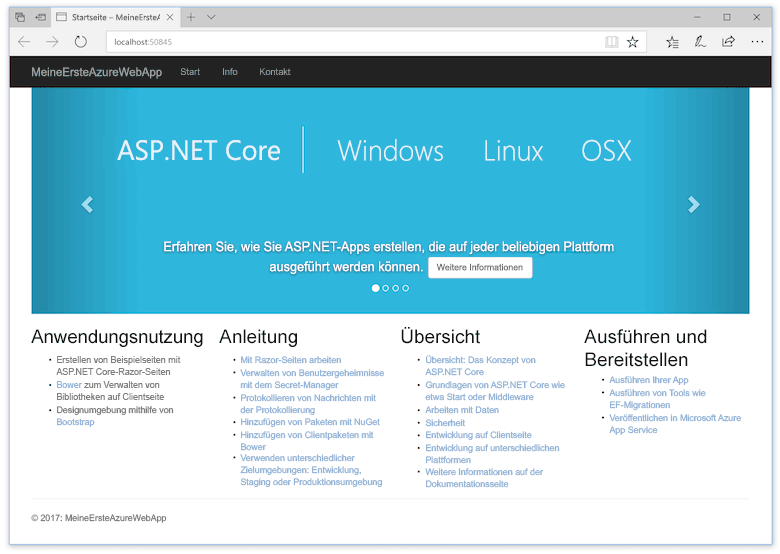 Startseite – MeineErsteA
localhost:50845
MeineErsteAzureWebApp Start Info Kontakt
ASP.NET Core Windows Linux OSX
Erfahren Sie, wie Sie ASP.NET-Apps erstellen, die auf jeder beliebigen Plattform
ausgeführt werden können. Weitere Informationen
Anwendungsnutzung
Erstellen von Beispielseiten mit
ASP.NET Core-Razor-Seiten
Bower zum Verwalten von
Bibliotheken auf Clientseite
Designumgebung mithilfe von
Bootstrap
Anleitung
Mit Razor-Seiten arbeiten
Verwalten von Benutzergeheimnisse
mit dem Secret-Manager
Protokollieren von Nachrichten mit
der Protokollierung
Hinzufügen von Paketen mit NuGet
Hinzufügen von Clientpaketen mit
Bower
Verwenden unterschiedlicher
Zielumgebungen: Entwicklung,
Staging oder Produktionsumgebung
Übersicht
Übersicht: Das Konzept von
ASP.NET Core
Grundlagen von ASP.NET Core wie
etwa Start oder Middleware
Arbeiten mit Daten
Sicherheit
Entwicklung auf Clientseite
Entwicklung auf unterschiedlichen
Plattformen
Weitere Informationen auf der
Dokumentationsseite
Ausführen und
Bereitstellen
Ausführen Ihrer App
Ausführen von Tools wie
EF-Migrationen
Veröffentlichen in Microsoft Azure
App Service
© 2017: MeineErsteAzureWebApp